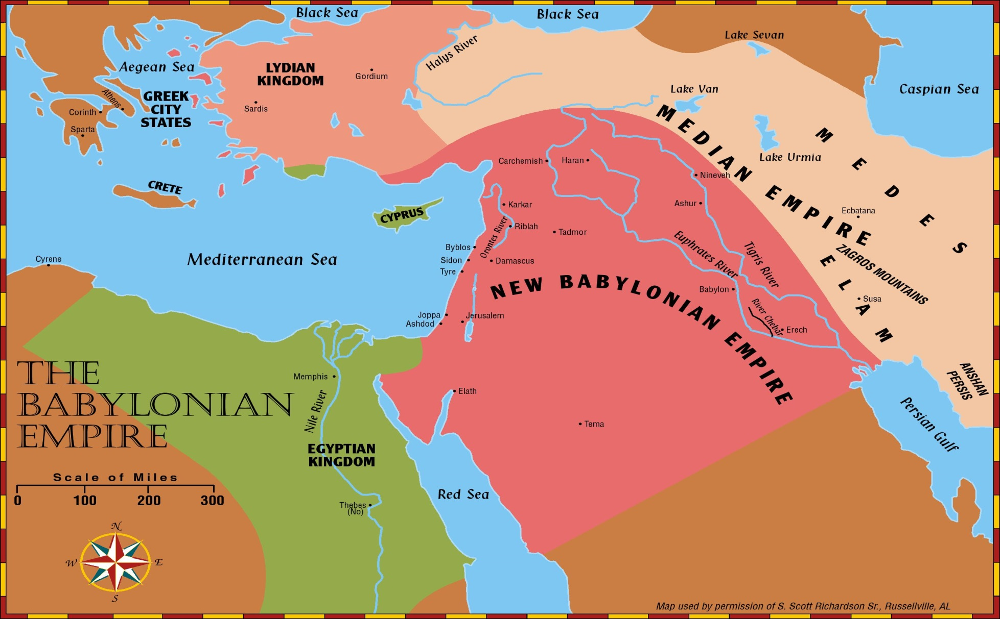 Black Sea
Black Sea
Lake Sevan
Halys River
Aegean Sea
LYDIAN
KINGDOM
Gordium
Caspian Sea
Lake Van
Athens
GREEK
CITY
STATES
Corinth
Sparta
Sardis
MEDIAN EMPIRE
MEDES
Lake Urmia
Carchemish
Haran
Nineveh
CRETE
Ashur
Karkar
Ecbatana
CYPRUS
Riblah
Orontes River
Tadmor
Euphrates River
Tigris River
ELAM
ZAGROS MOUNTAINS
Byblos
Sidon
Damascus
Tyre
Cyrene
Mediterranean Sea
NEW BABYLONIAN EMPIRE
Babylon
Susa
River Chebar
Erech
Joppa
Ashdod
Jerusalem
THE
BABYLONIAN
EMPIRE
Memphis
Nile River
Elath
ANSHAN
PERSIS
Persian Gulf
Tema
EGYPTIAN
KINGDOM
Scale of Miles
0 100 200 300
Red Sea
Thebes
(No)
N
W E
S
Map used by permission of S. Scott Richardson Sr., Russellville, AL